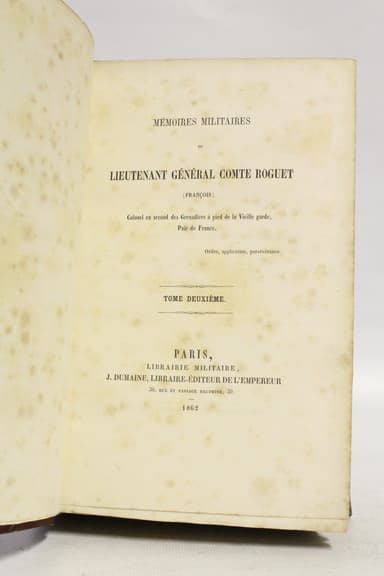 MÉMOIRES MILITAIRES
DU
LIEUTENANT GÉNÉRAL COMTE ROGUET
(FRANÇOIS)
Colonel en second des Grenadiers à pied de la Vieille garde,
Pair de France.
Ordre, application, persévérance.
TOME DEUXIÈME.
PARIS,
LIBRAIRIE MILITAIRE,
J. DUMAINE, LIBRAIRE-ÉDITEUR DE L'EMPEREUR
30, RUE ET PASSAGE DAUPHINE, 30
1862